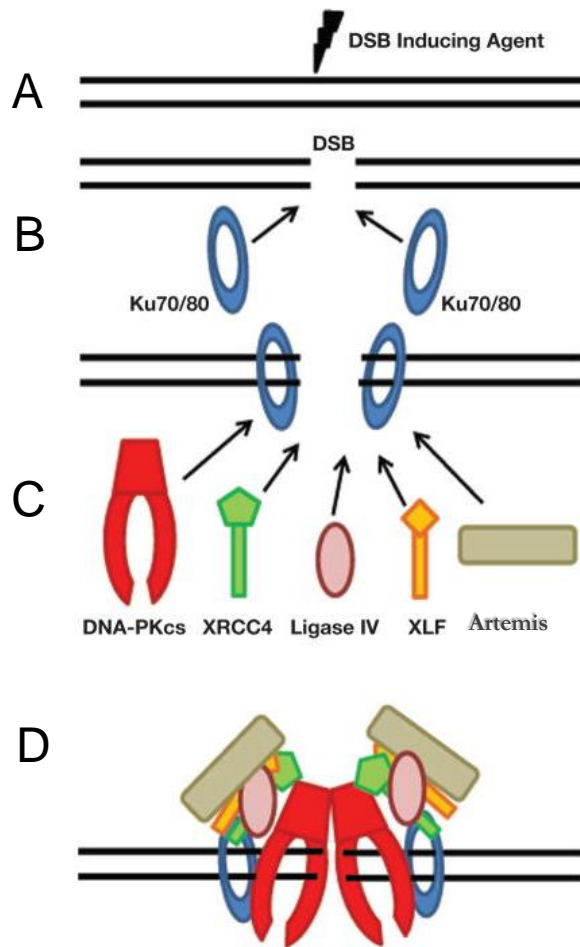 DSB Inducing Agent
A
DSB
B
Ku70/80 Ku70/80
C
DNA-PKcs XRCC4 Ligase IV XLF Artemis
D